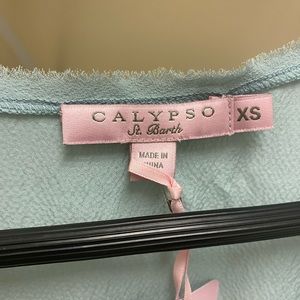 CALYPSO
St. Barth
XS
MADE IN
CHINA